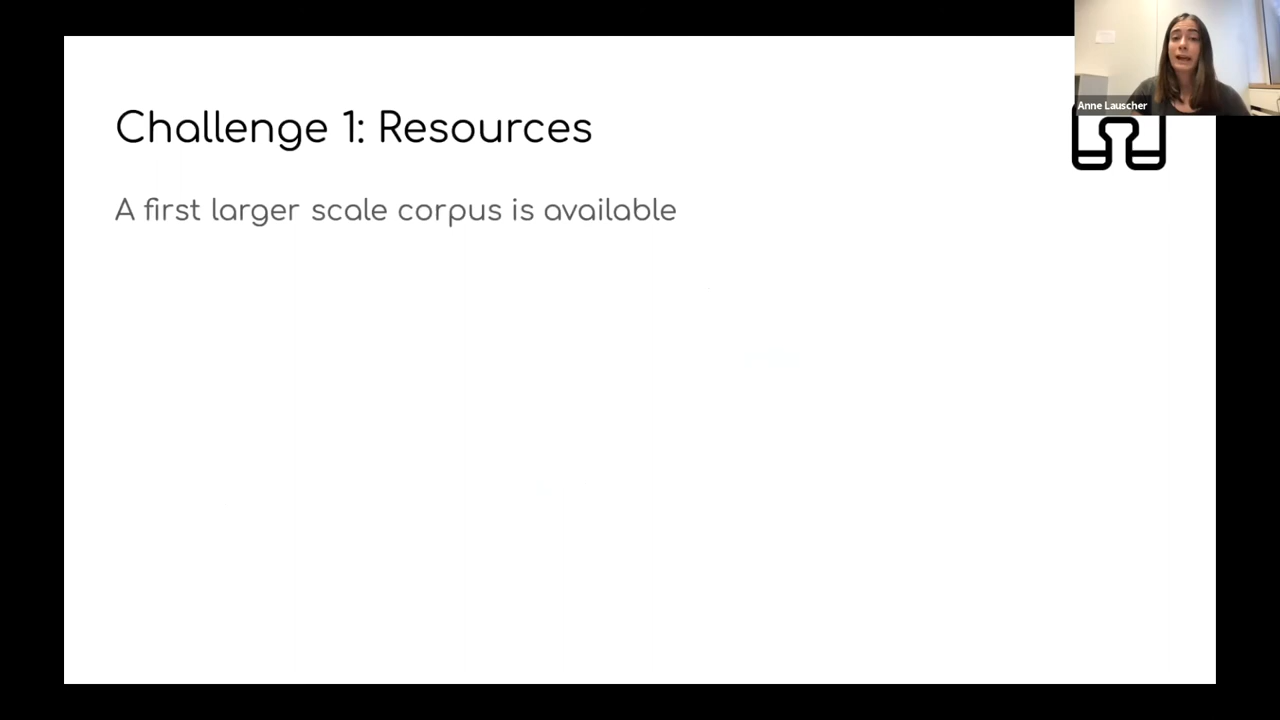 Challenge 1: Resources
Anne Lauscher
A first larger scale corpus is available